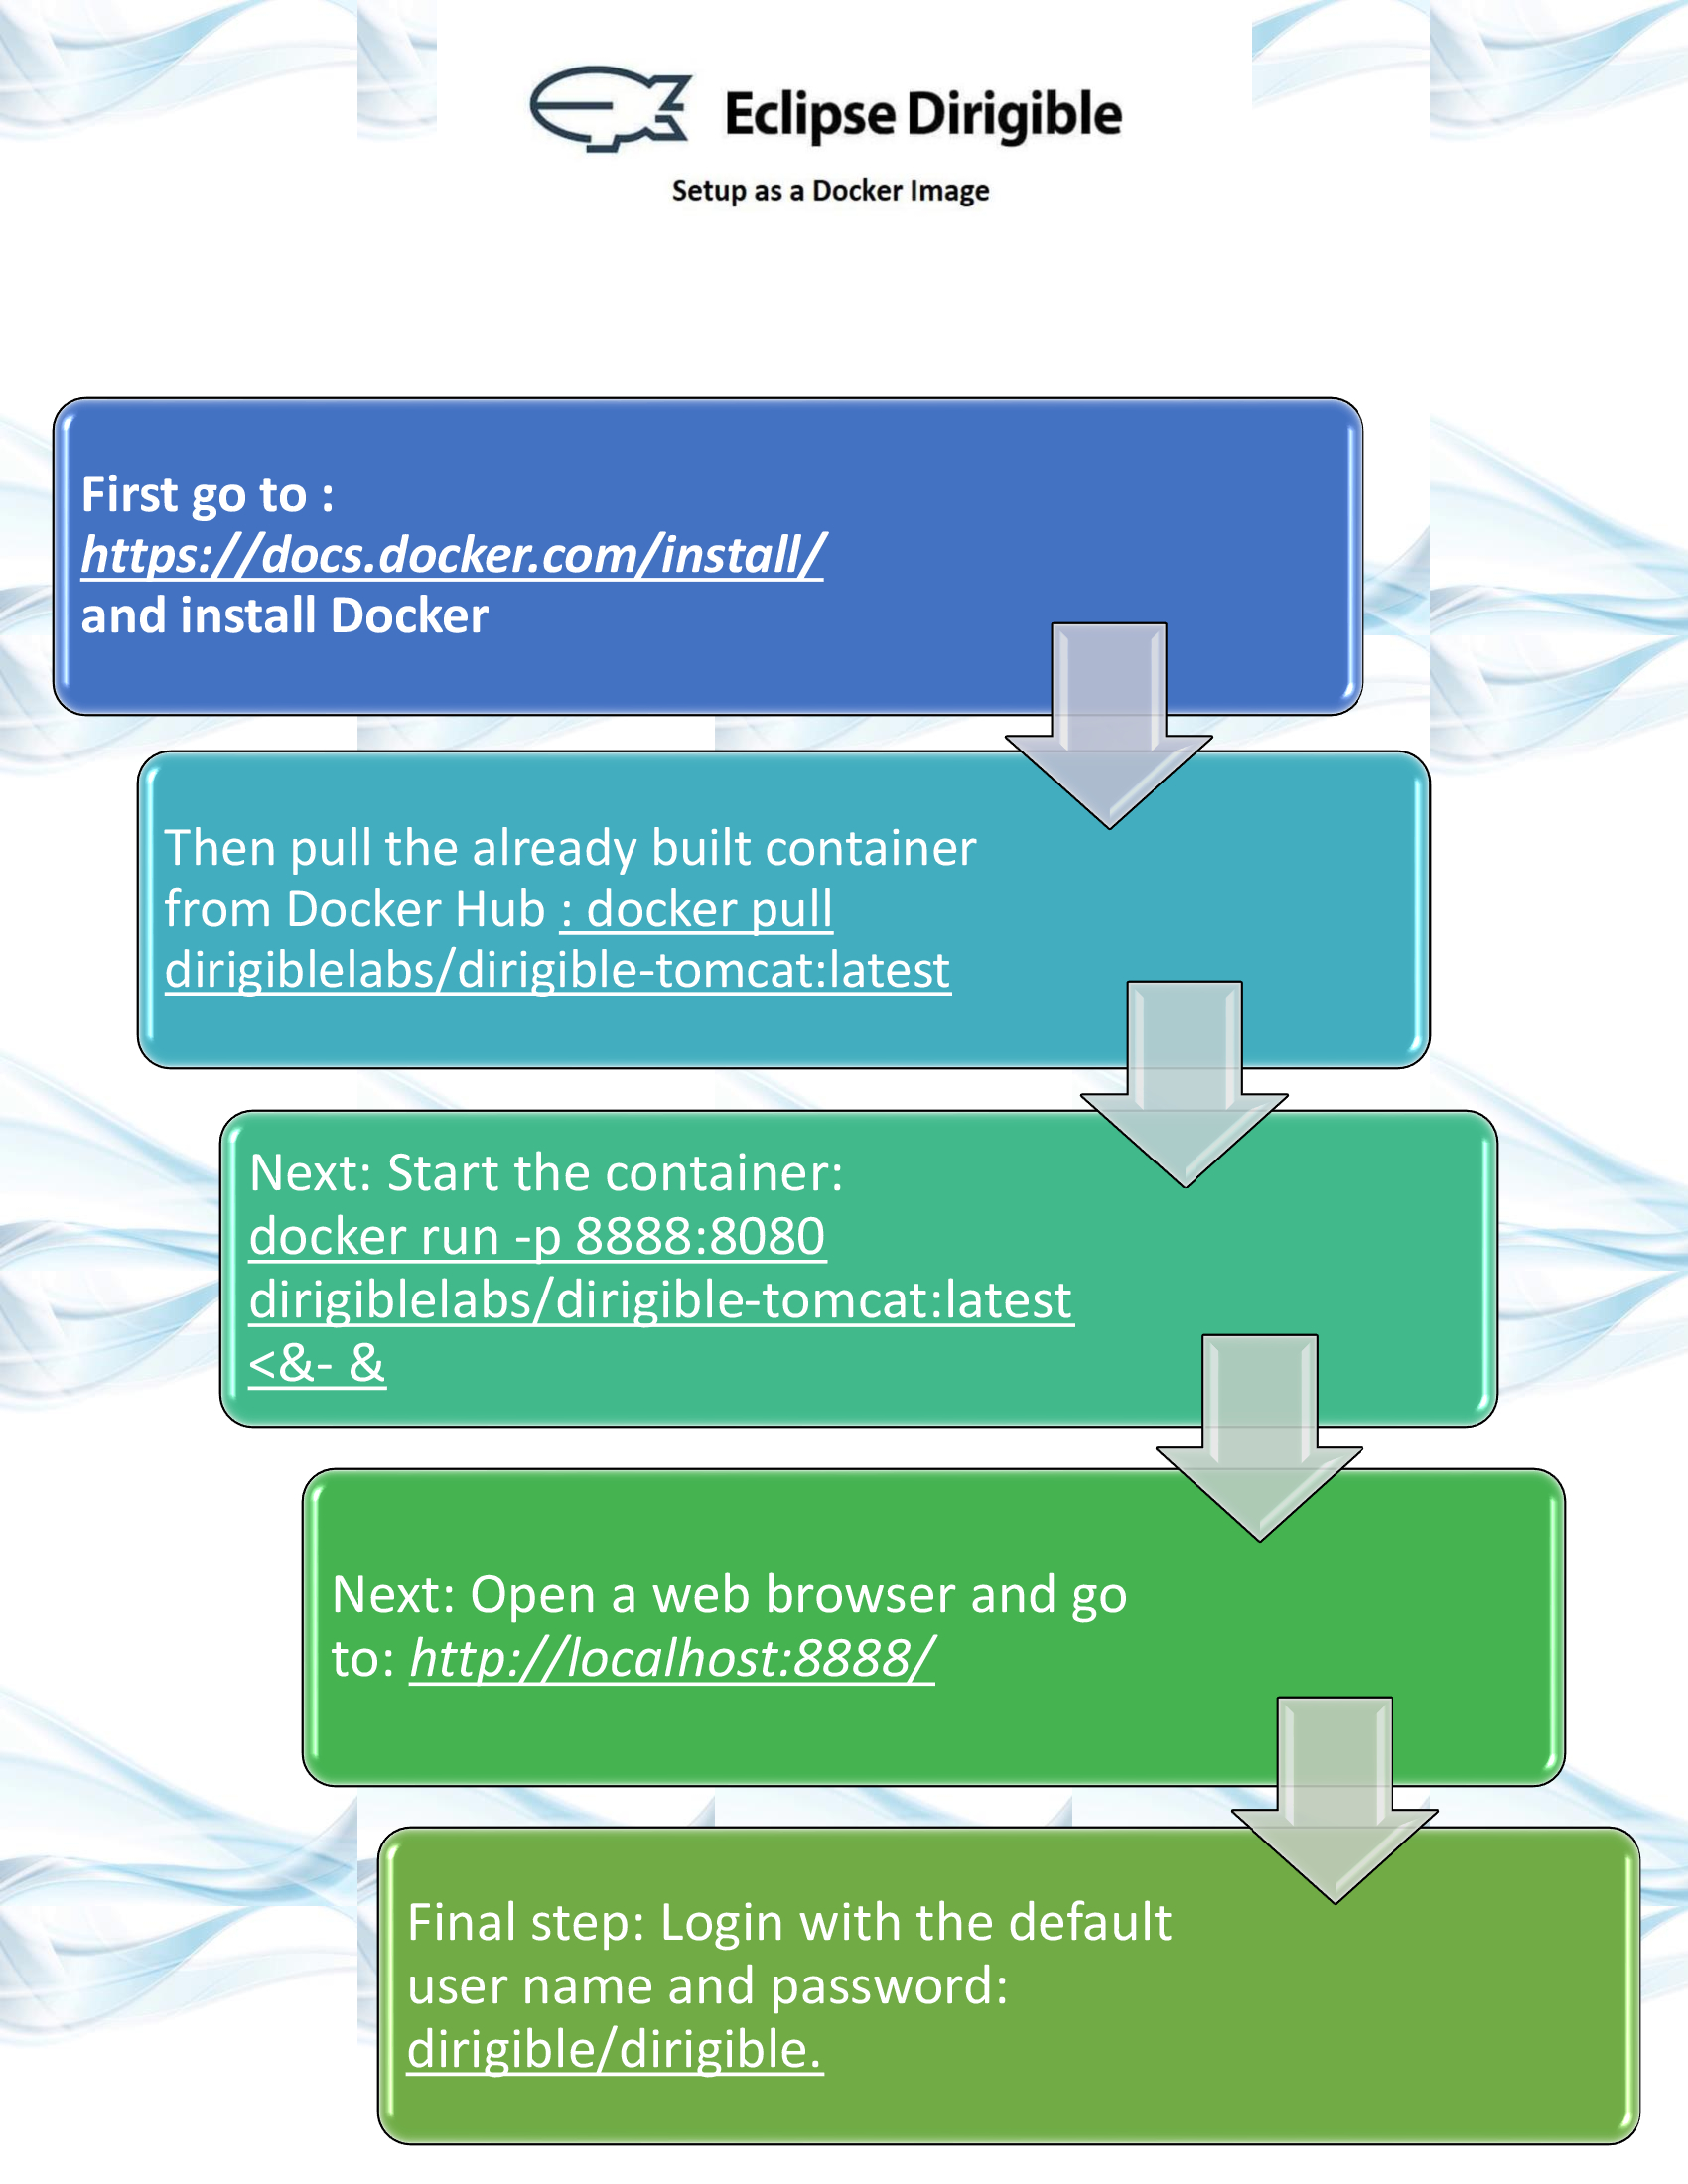 Eclipse Dirigible
Setup as a Docker Image
First go to :
https://docs.docker.com/install/
and install Docker
Then pull the already built container
from Docker Hub : docker pull
dirigiblelabs/dirigible-tomcat:latest
Next: Start the container:
docker run -p 8888:8080
dirigiblelabs/dirigible-tomcat:latest
<&- &
Next: Open a web browser and go
to: http://localhost:8888/
Final step: Login with the default
user name and password:
dirigible/dirigible.